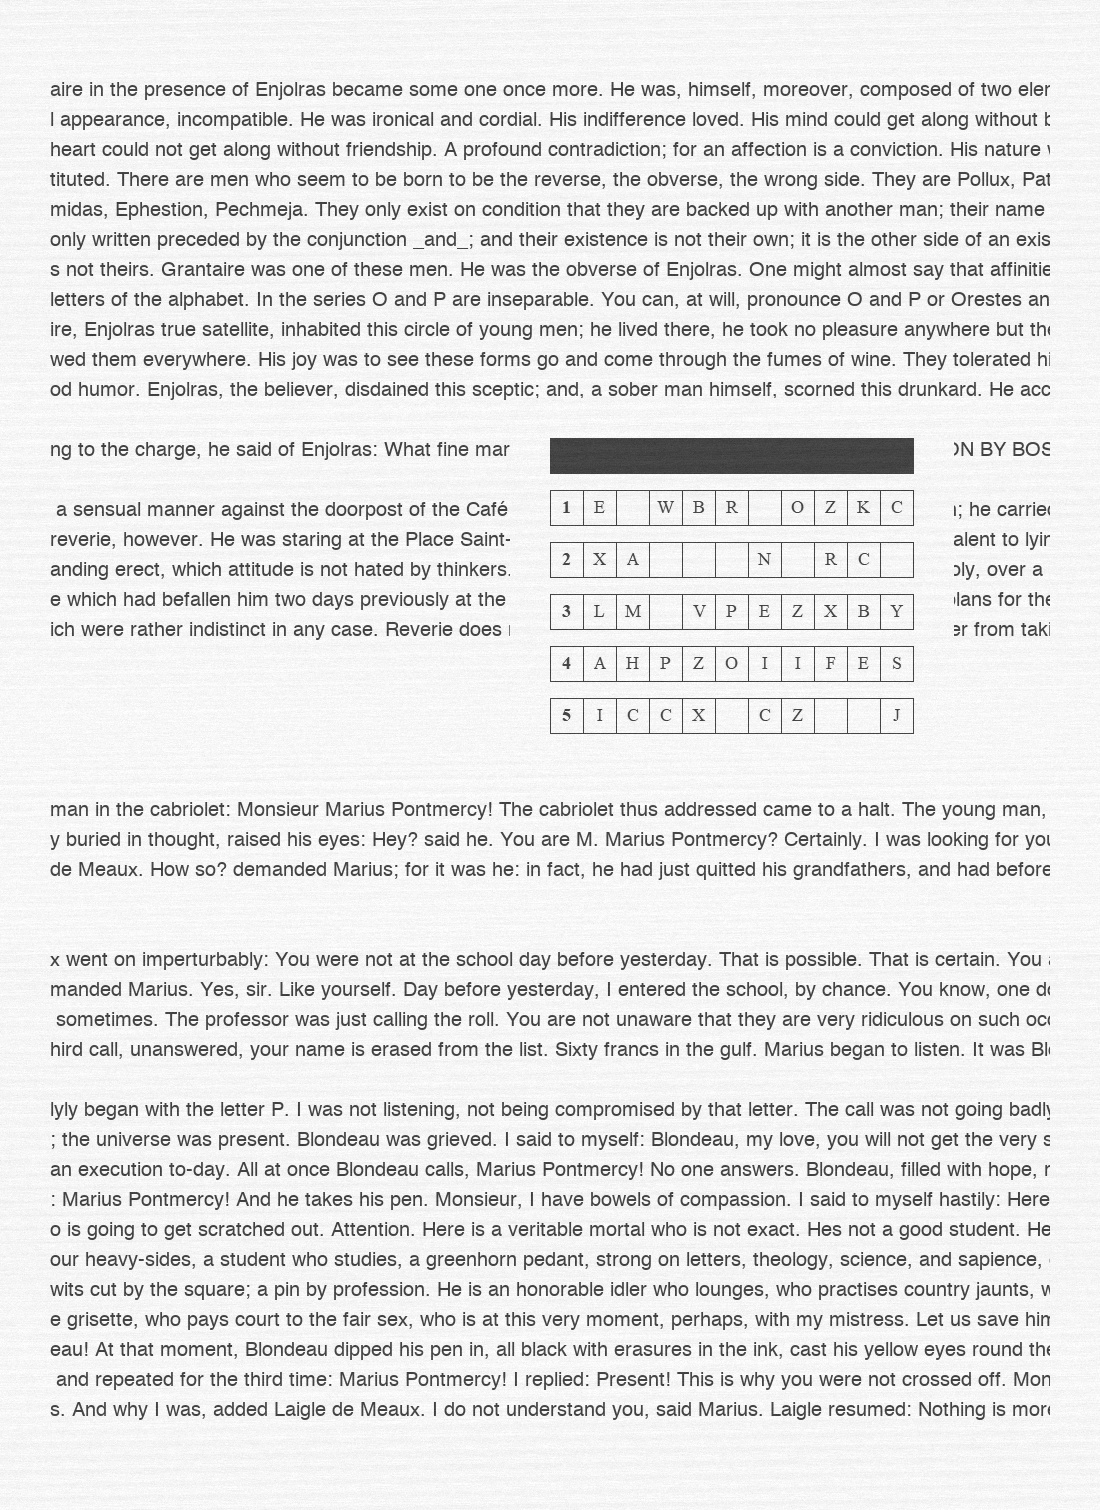 aire in the presence of Enjolras became some one once more. He was, himself, moreover, composed of two
l appearance, incompatible. He was ironical and cordial. His indifference loved. His mind could get along without
heart could not get along without friendship. A profound contradiction; for an affection is a conviction. His nature
tituted. There are men who seem to be born to be the reverse, the obverse, the wrong side. They are Pollux, Pat
midas, Ephestion, Pechmeja. They only exist on condition that they are backed up with another man; their name
only written preceded by the conjunction _and_; and their existence is not their own; it is the other side of an exis
s not theirs. Grantaire was one of these men. He was the obverse of Enjolras. One might almost say that affinitie
letters of the alphabet. In the series O and P are inseparable. You can, at will, pronounce O and P or Orestes an
ire, Enjolras true satellite, inhabited this circle of young men; he lived there, he took no pleasure anywhere but the
wed them everywhere. His joy was to see these forms go and come through the fumes of wine. They tolerated hi
od humor. Enjolras, the believer, disdained this sceptic; and, a sober man himself, scorned this drunkard. He acc
ng to the charge, he said of Enjolras: What fine mar
ON BY BOS
a sensual manner against the doorpost of the Café
; he carried
reverie, however. He was staring at the Place Saint-
alent to lyin
anding erect, which attitude is not hated by thinkers.
ply, over a
e which had befallen him two days previously at the
lans for the
ich were rather indistinct in any case. Reverie does
er from taki
1 E W B R O Z K C
2 X A N R C
3 L M V P E Z X B Y
4 A H P Z O I I F E S
5 I C C X C Z J
man in the cabriolet: Monsieur Marius Pontmercy! The cabriolet thus addressed came to a halt. The young man,
y buried in thought, raised his eyes: Hey? said he. You are M. Marius Pontmercy? Certainly. I was looking for you
de Meaux. How so? demanded Marius; for it was he: in fact, he had just quitted his grandfathers, and had before
x went on imperturbably: You were not at the school day before yesterday. That is possible. That is certain. You
manded Marius. Yes, sir. Like yourself. Day before yesterday, I entered the school, by chance. You know, one do
sometimes. The professor was just calling the roll. You are not unaware that they are very ridiculous on such occ
hird call, unanswered, your name is erased from the list. Sixty francs in the gulf. Marius began to listen. It was Blo
lyly began with the letter P. I was not listening, not being compromised by that letter. The call was not going badly
; the universe was present. Blondeau was grieved. I said to myself: Blondeau, my love, you will not get the very s
an execution to-day. All at once Blondeau calls, Marius Pontmercy! No one answers. Blondeau, filled with hope,
: Marius Pontmercy! And he takes his pen. Monsieur, I have bowels of compassion. I said to myself hastily: Here
o is going to get scratched out. Attention. Here is a veritable mortal who is not exact. Hes not a good student. He
our heavy-sides, a student who studies, a greenhorn pedant, strong on letters, theology, science, and sapience,
wits cut by the square; a pin by profession. He is an honorable idler who lounges, who practises country jaunts,
e grisette, who pays court to the fair sex, who is at this very moment, perhaps, with my mistress. Let us save him
eau! At that moment, Blondeau dipped his pen in, all black with erasures in the ink, cast his yellow eyes round the
and repeated for the third time: Marius Pontmercy! I replied: Present! This is why you were not crossed off. Mon
s. And why I was, added Laigle de Meaux. I do not understand you, said Marius. Laigle resumed: Nothing is more